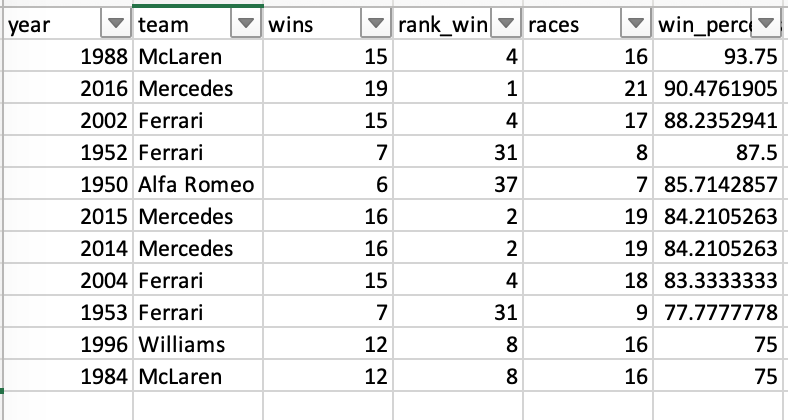 year team wins rank_win races win_perc
1988 McLaren 15 4 16 93.75
2016 Mercedes 19 1 21 90.4761905
2002 Ferrari 15 4 17 88.2352941
1952 Ferrari 7 31 8 87.5
1950 Alfa Romeo 6 37 7 85.7142857
2015 Mercedes 16 2 19 84.2105263
2014 Mercedes 16 2 19 84.2105263
2004 Ferrari 15 4 18 83.3333333
1953 Ferrari 7 31 9 77.7777778
1996 Williams 12 8 16 75
1984 McLaren 12 8 16 75